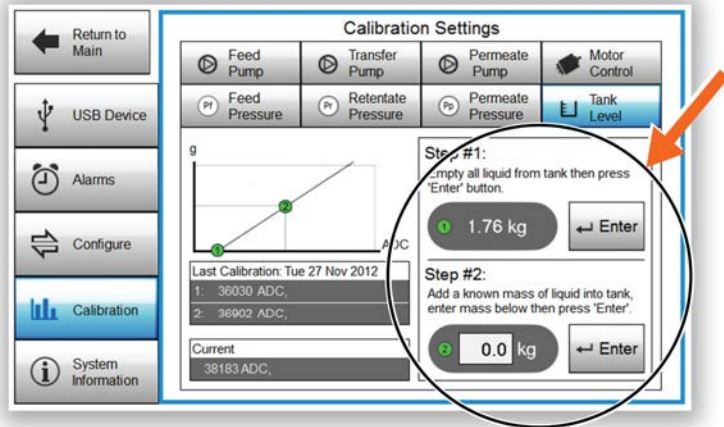 Calibration Settings
Return to
Main
USB Device
Alarms
Configure
Calibration
System
Information
Feed
Pump
Transfer
Pump
Permeate
Pump
Motor
Control
Pf
Feed
Pressure
Pr
Retentate
Pressure
Pp
Permeate
Pressure
Tank
Level
g
2
1
ADC
Last Calibration: Tue 27 Nov 2012
1: 36030 ADC,
2: 36902 ADC,
Current
38183 ADC,
Step #1:
Empty all liquid from tank then press
'Enter' button.
1 1.76 kg
Enter
Step #2:
Add a known mass of liquid into tank,
enter mass below then press 'Enter'.
2 0.0 kg
Enter